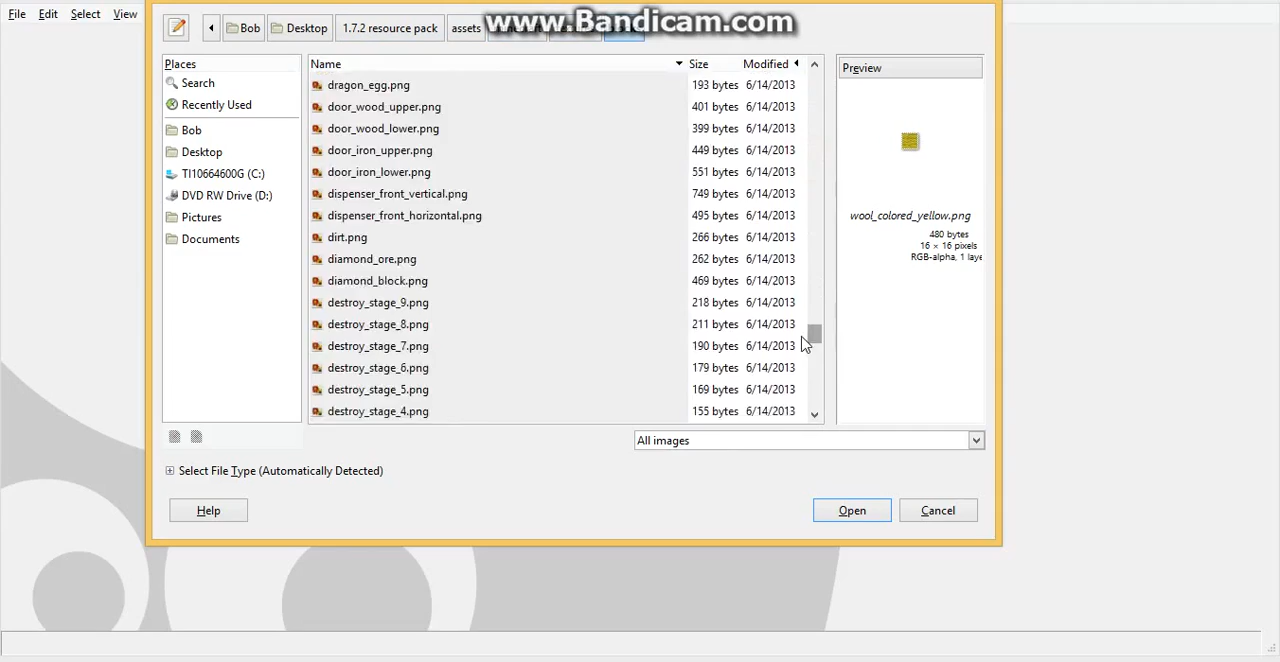 File Edit Select View
www.Bandicam.com
Bob Desktop 1.7.2 resource pack assets
Places
Search
Recently Used
Bob
Desktop
TI10664600G (C:)
DVD RW Drive (D:)
Pictures
Documents
Name Size Modified
dragon_egg.png 193 bytes 6/14/2013
door_wood_upper.png 401 bytes 6/14/2013
door_wood_lower.png 399 bytes 6/14/2013
door_iron_upper.png 449 bytes 6/14/2013
door_iron_lower.png 551 bytes 6/14/2013
dispenser_front_vertical.png 749 bytes 6/14/2013
dispenser_front_horizontal.png 495 bytes 6/14/2013
dirt.png 266 bytes 6/14/2013
diamond_ore.png 262 bytes 6/14/2013
diamond_block.png 469 bytes 6/14/2013
destroy_stage_9.png 218 bytes 6/14/2013
destroy_stage_8.png 211 bytes 6/14/2013
destroy_stage_7.png 190 bytes 6/14/2013
destroy_stage_6.png 179 bytes 6/14/2013
destroy_stage_5.png 169 bytes 6/14/2013
destroy_stage_4.png 155 bytes 6/14/2013
Preview
wool_colored_yellow.png
480 bytes
16 × 16 pixels
RGB-alpha, 1 laye
All images
Select File Type (Automatically Detected)
Help Open Cancel